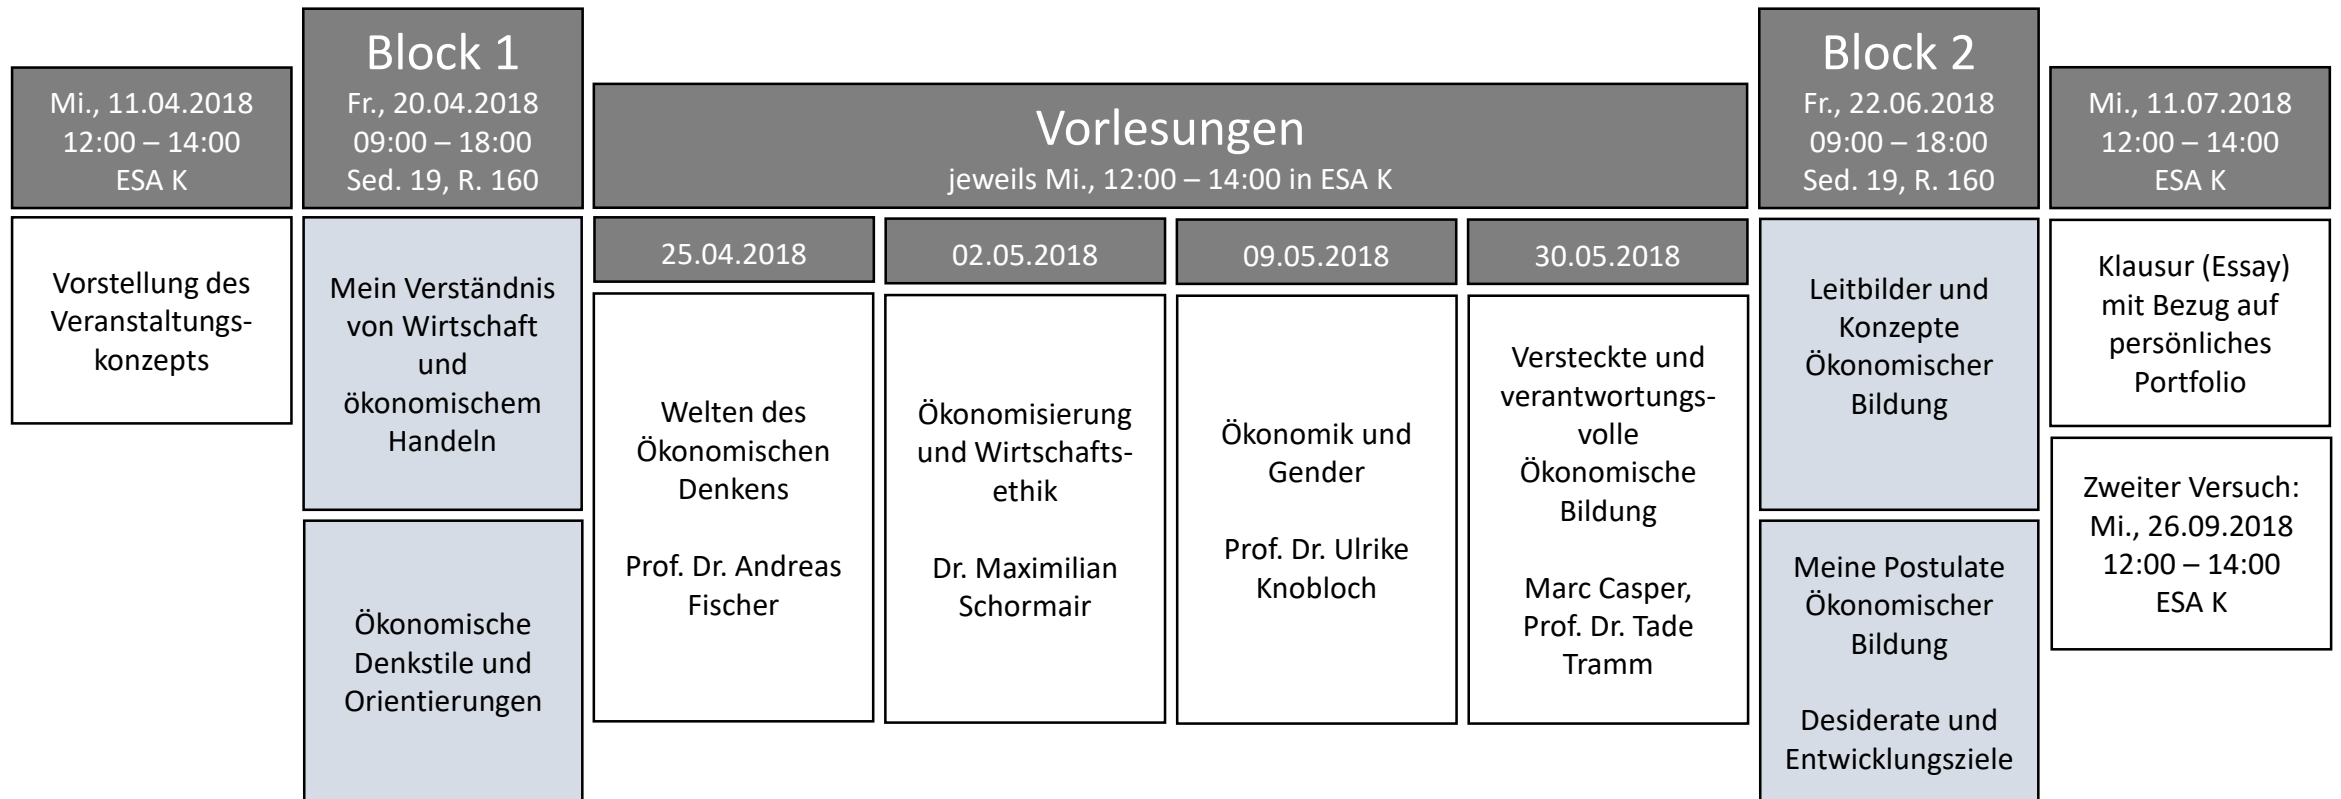 Mi., 11.04.2018
12:00 – 14:00
ESA K
Vorstellung des
Veranstaltungs-
konzepts
Block 1
Fr., 20.04.2018
09:00 – 18:00
Sed. 19, R. 160
Mein Verständnis
von Wirtschaft
und
ökonomischem
Handeln
Ökonomische
Denkstile und
Orientierungen
Vorlesungen
jeweils Mi., 12:00 – 14:00 in ESA K
25.04.2018
Welten des
Ökonomischen
Denkens
Prof. Dr. Andreas
Fischer
02.05.2018
Ökonomisierung
und Wirtschafts-
ethik
Dr. Maximilian
Schormair
09.05.2018
Ökonomik und
Gender
Prof. Dr. Ulrike
Knobloch
30.05.2018
Versteckte und
verantwortungs-
volle
Ökonomische
Bildung
Marc Casper,
Prof. Dr. Tade
Tramm
Block 2
Fr., 22.06.2018
09:00 – 18:00
Sed. 19, R. 160
Leitbilder und
Konzepte
Ökonomischer
Bildung
Meine Postulate
Ökonomischer
Bildung
Desiderate und
Entwicklungsziele
Mi., 11.07.2018
12:00 – 14:00
ESA K
Klausur (Essay)
mit Bezug auf
persönliches
Portfolio
Zweiter Versuch:
Mi., 26.09.2018
12:00 – 14:00
ESA K